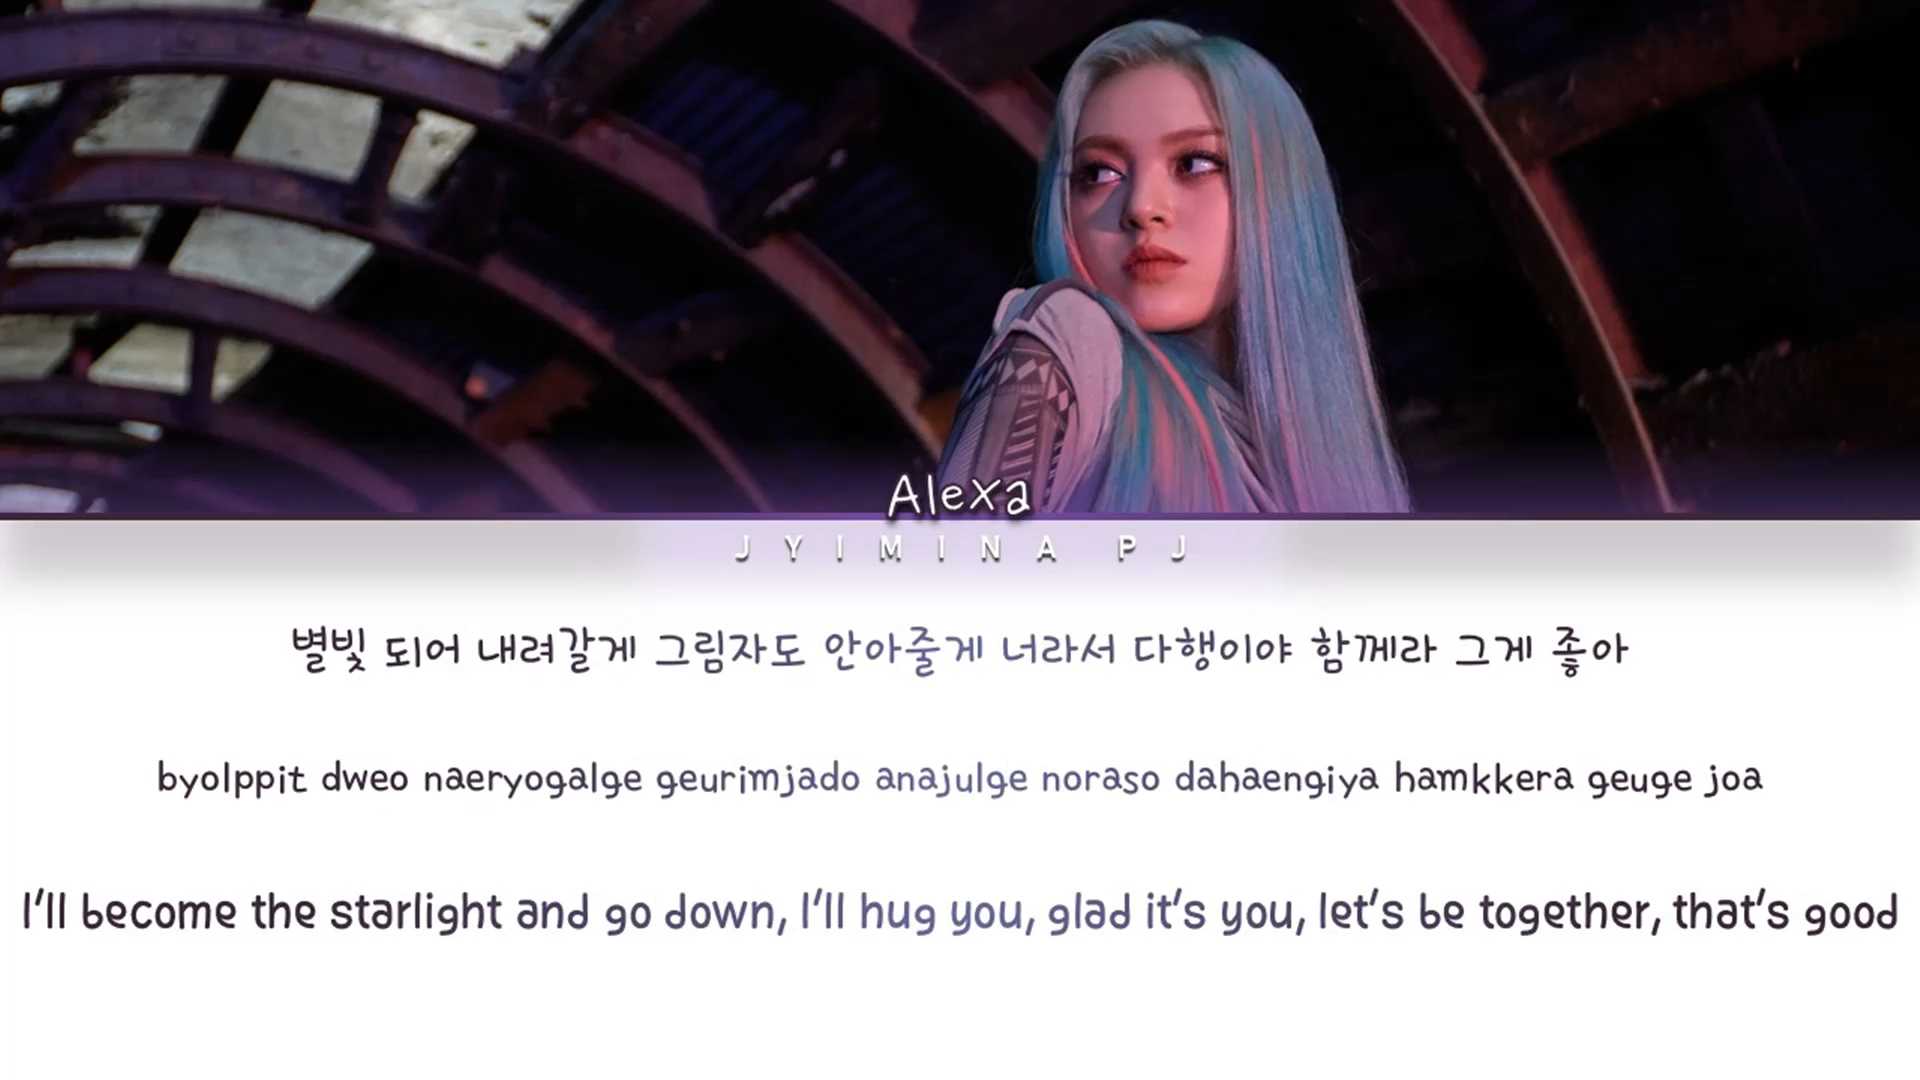 Alexa
JYIMINA PJ
별빛 되어 내려갈게 그림자도 안아줄게 너라서 다행이야 함께라 그게 좋아
byolppit dweo naeryogalge geurimjado anajulge noraso dahaengiya hamkkera geuge joa
I'll become the starlight and go down, I'll hug you, glad it's you, let's be together, that's good